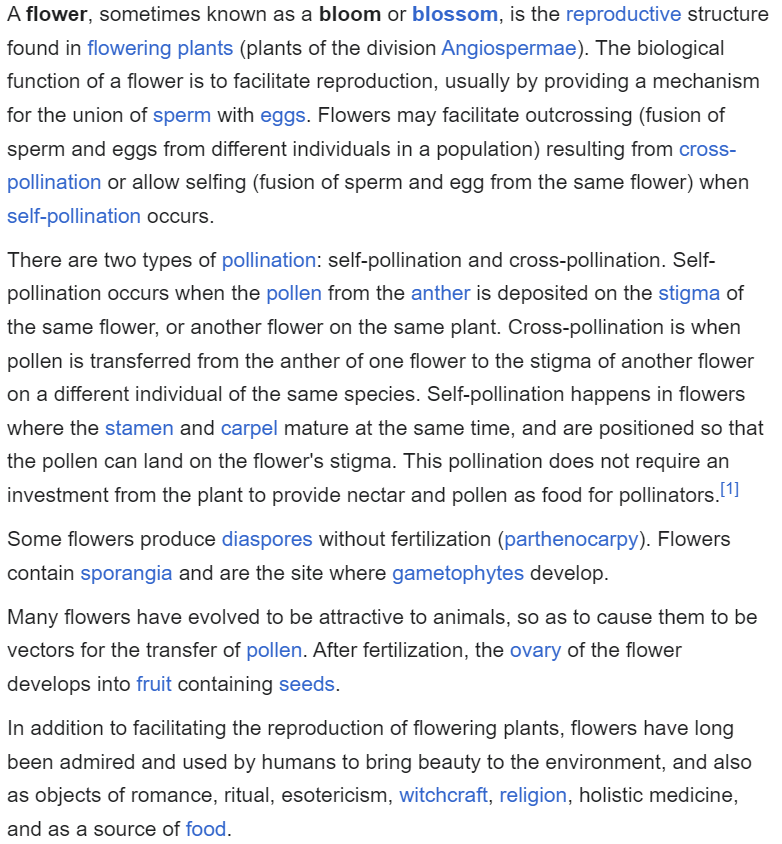 A flower, sometimes known as a bloom or blossom, is the reproductive structure
found in flowering plants (plants of the division Angiospermae). The biological
function of a flower is to facilitate reproduction, usually by providing a mechanism
for the union of sperm with eggs. Flowers may facilitate outcrossing (fusion of
sperm and eggs from different individuals in a population) resulting from cross-
pollination or allow selfing (fusion of sperm and egg from the same flower) when
self-pollination occurs.
There are two types of pollination: self-pollination and cross-pollination. Self-
pollination occurs when the pollen from the anther is deposited on the stigma of
the same flower, or another flower on the same plant. Cross-pollination is when
pollen is transferred from the anther of one flower to the stigma of another flower
on a different individual of the same species. Self-pollination happens in flowers
where the stamen and carpel mature at the same time, and are positioned so that
the pollen can land on the flower's stigma. This pollination does not require an
investment from the plant to provide nectar and pollen as food for pollinators.[1]
Some flowers produce diaspores without fertilization (parthenocarpy). Flowers
contain sporangia and are the site where gametophytes develop.
Many flowers have evolved to be attractive to animals, so as to cause them to be
vectors for the transfer of pollen. After fertilization, the ovary of the flower
develops into fruit containing seeds.
In addition to facilitating the reproduction of flowering plants, flowers have long
been admired and used by humans to bring beauty to the environment, and also
as objects of romance, ritual, esotericism, witchcraft, religion, holistic medicine,
and as a source of food.